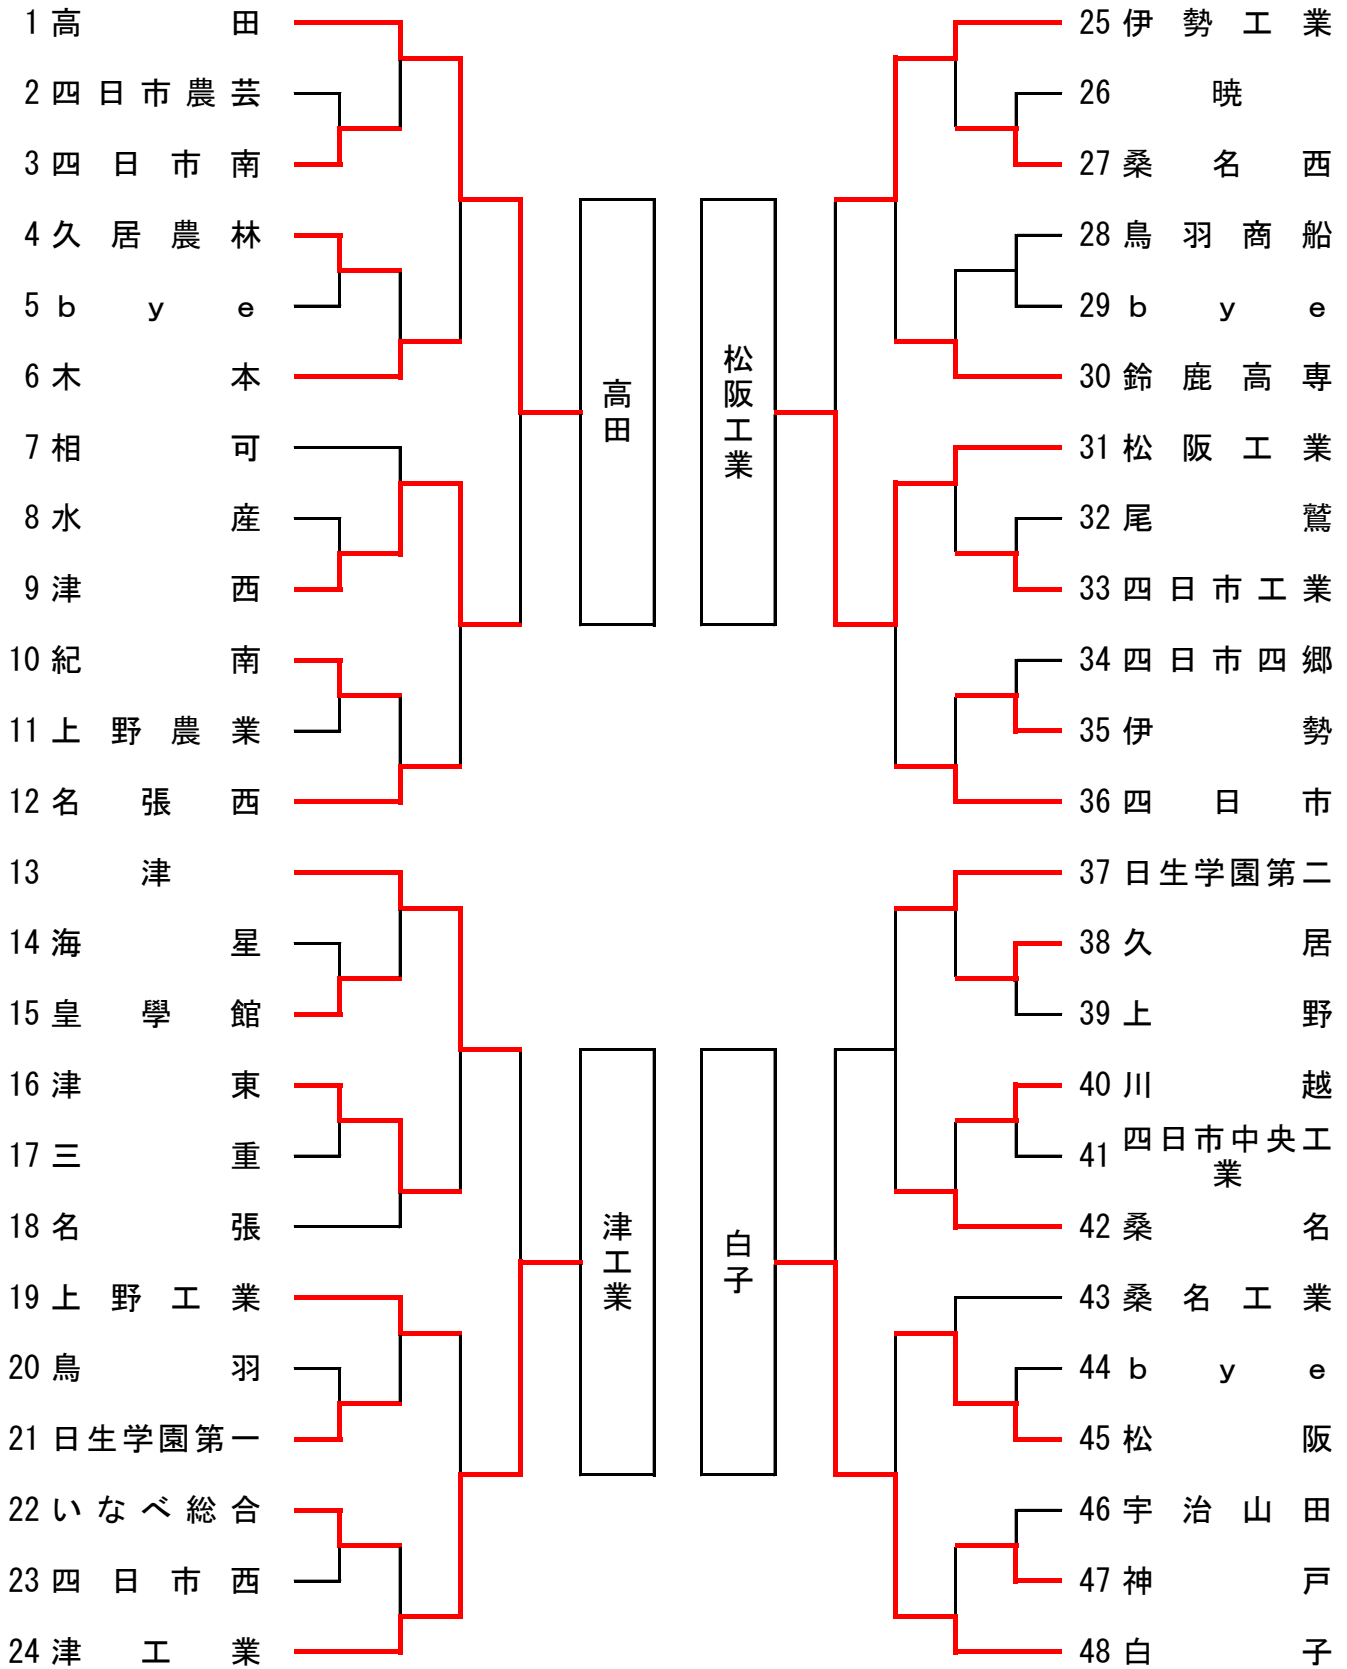 1 高田
2 四日市農芸
3 四日市南
4 久居農林
5 ｂｙｅ
6 木本
7 相可
8 水産
9 津西
10 紀南
11 上野農業
12 名張西
13 津
14 海星
15 皇學館
16 津東
17 三重
18 名張
19 上野工業
20 鳥羽
21 日生学園第一
22 いなべ総合
23 四日市西
24 津工業
高田
津工業
松阪工業
白子
25 伊勢工業
26 暁
27 桑名西
28 鳥羽商船
29 ｂｙｅ
30 鈴鹿高専
31 松阪工業
32 尾鷲
33 四日市工業
34 四日市四郷
35 伊勢
36 四日市
37 日生学園第二
38 久居
39 上野
40 川越
41 四日市中央工
業
42 桑名
43 桑名工業
44 ｂｙｅ
45 松阪
46 宇治山田
47 神戸
48 白子